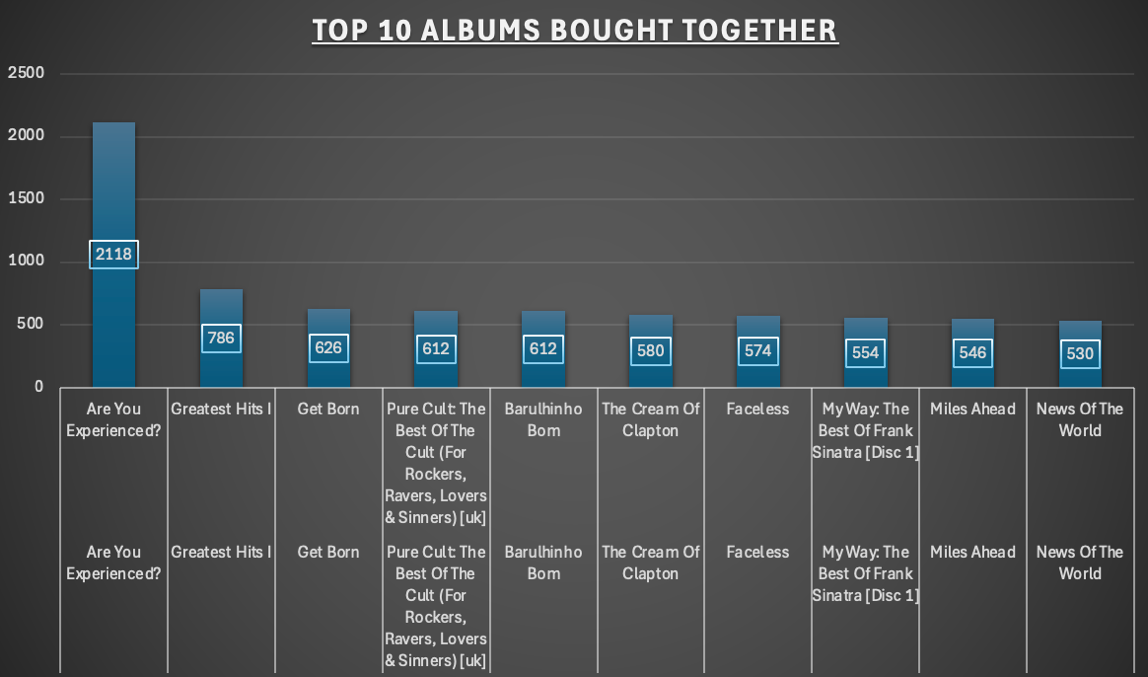 TOP 10 ALBUMS BOUGHT TOGETHER
2500
2000
1500
1000
500
0
2118
786
626
612
612
580
574
554
546
530
Are You
Experienced?
Greatest Hits I
Get Born
Pure Cult: The
Best Of The
Cult (For
Rockers,
Ravers, Lovers
& Sinners) [uk]
Barulhinho
Bom
The Cream Of
Clapton
Faceless
My Way: The
Best Of Frank
Sinatra [Disc 1]
Miles Ahead
News Of The
World
Are You
Experienced?
Greatest Hits I
Get Born
Pure Cult: The
Best Of The
Cult (For
Rockers,
Ravers, Lovers
& Sinners) [uk]
Barulhinho
Bom
The Cream Of
Clapton
Faceless
My Way: The
Best Of Frank
Sinatra [Disc 1]
Miles Ahead
News Of The
World